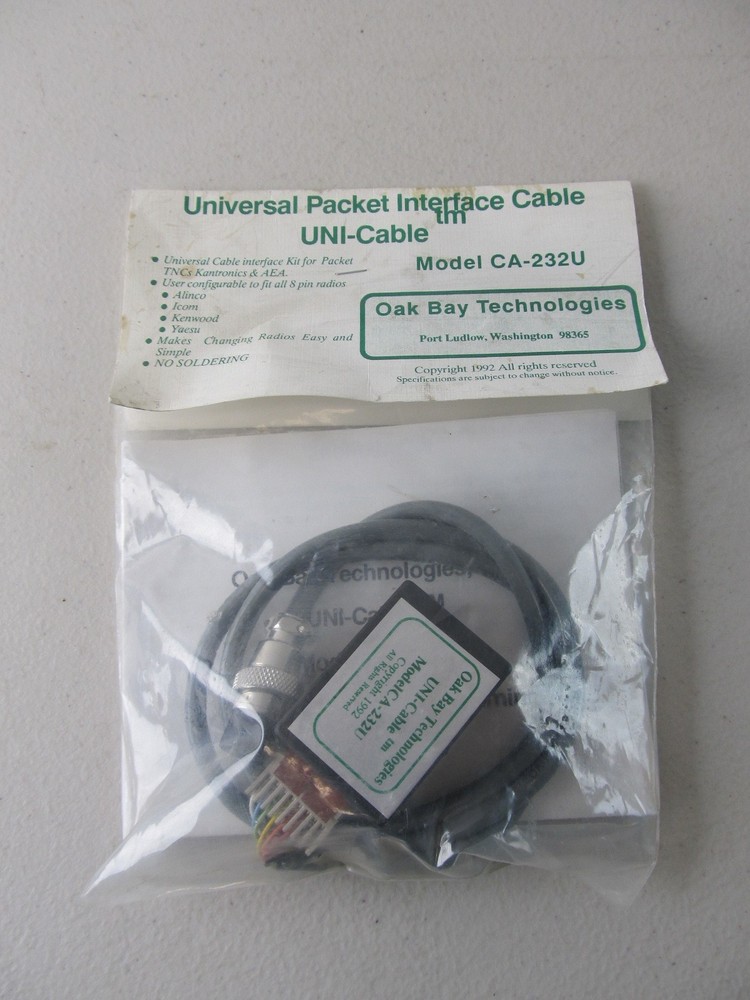 Universal Packet Interface Cable
UNI-Cable tm
Model CA-232U
• Universal Cable interface Kit for Packet
TNCs Kantronics & AEA.
• User configurable to fit all 8 pin radios
• Alinco
• Icom
• Kenwood
• Yaesu
• Makes Changing Radios Easy and
Simple
• NO SOLDERING
Oak Bay Technologies
Port Ludlow, Washington 98365
Copyright 1992 All rights reserved
Specifications are subject to change without notice.
Technologies,
UNI-Ca
Oak Bay Technologies
UNI-Cable tm
ModelCA-232U
Copyright 1992
All Rights Reserved